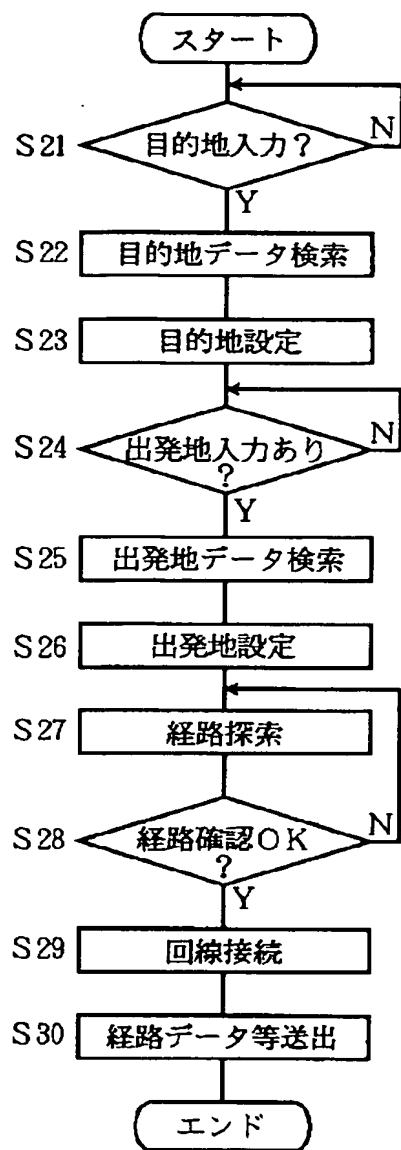 スタート
S21 目的地入力？ N
Y
S22 目的地データ検索
S23 目的地設定
S24 出発地入力あり N
？
Y
S25 出発地データ検索
S26 出発地設定
S27 経路探索
S28 経路確認OK N
？
Y
S29 回線接続
S30 経路データ等送出
エンド